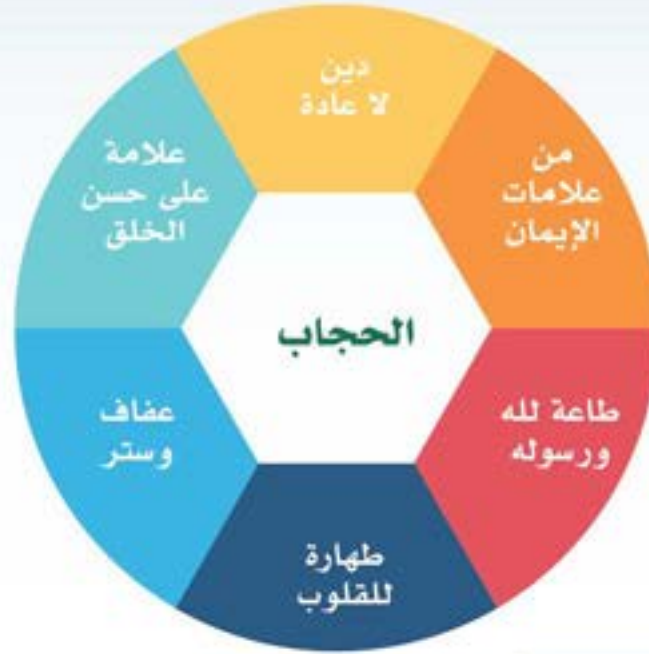 دين
لا عادة
من
علامات
الإيمان
طاعة لله
ورسوله
طهارة
للقلوب
عفاف
وستر
علامة
على حسن
الخلق
الحجاب